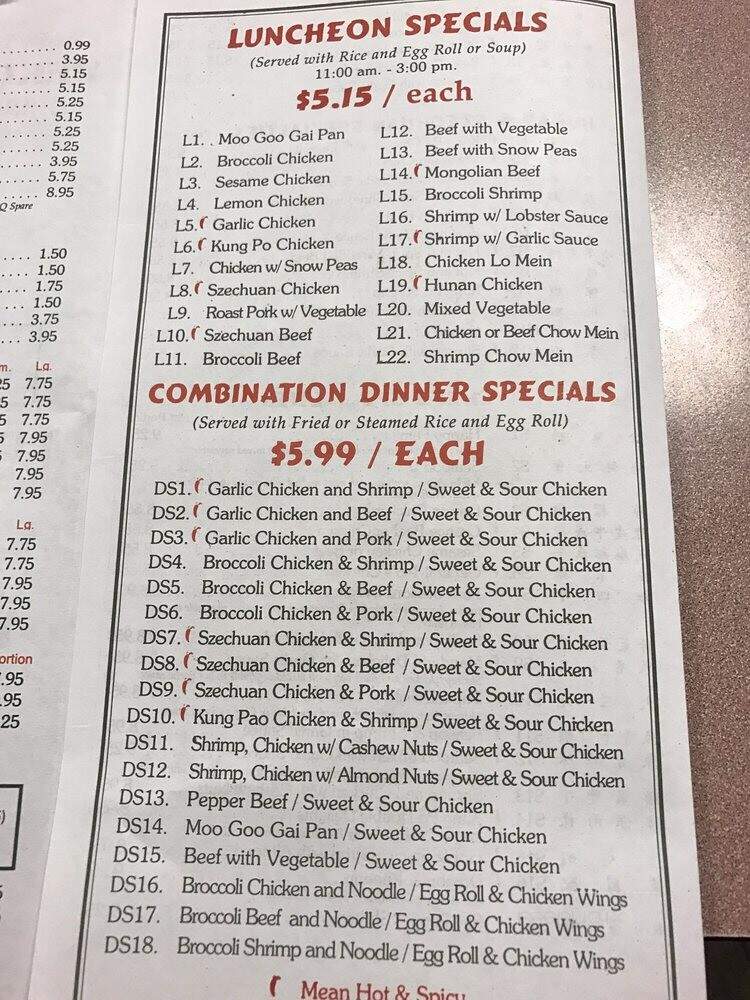 0.99
3.95
5.15
5.15
5.25
5.15
5.25
5.25
3.95
5.75
8.95
Q Spare
1.50
1.50
1.75
1.50
3.75
3.95
m. Lg.
25 7.75
5 7.75
5 7.75
5 7.95
7.95
7.95
7.95
Lg.
7.75
7.75
7.95
7.95
7.95
ortion
.95
.95
25
LUNCHEON SPECIALS
(Served with Rice and Egg Roll or Soup)
11:00 am. - 3:00 pm.
$5.15 / each
L1. . Moo Goo Gai Pan
L2. Broccoli Chicken
L3. Sesame Chicken
L4. Lemon Chicken
L5. Garlic Chicken
L6. Kung Po Chicken
L7. Chicken w/ Snow Peas
L8. Szechuan Chicken
L9. Roast Pork w/ Vegetable
L10. Szechuan Beef
L11. Broccoli Beef
L12. Beef with Vegetable
L13. Beef with Snow Peas
L14. Mongolian Beef
L15. Broccoli Shrimp
L16. Shrimp w/ Lobster Sauce
L17. Shrimp w/ Garlic Sauce
L18. Chicken Lo Mein
L19. Hunan Chicken
L20. Mixed Vegetable
L21. Chicken or Beef Chow Mein
L22. Shrimp Chow Mein
COMBINATION DINNER SPECIALS
(Served with Fried or Steamed Rice and Egg Roll)
$5.99 / EACH
DS1. Garlic Chicken and Shrimp / Sweet & Sour Chicken
DS2. Garlic Chicken and Beef / Sweet & Sour Chicken
DS3. Garlic Chicken and Pork / Sweet & Sour Chicken
DS4. Broccoli Chicken & Shrimp / Sweet & Sour Chicken
DS5. Broccoli Chicken & Beef / Sweet & Sour Chicken
DS6. Broccoli Chicken & Pork / Sweet & Sour Chicken
DS7. Szechuan Chicken & Shrimp / Sweet & Sour Chicken
DS8. Szechuan Chicken & Beef / Sweet & Sour Chicken
DS9. Szechuan Chicken & Pork / Sweet & Sour Chicken
DS10. Kung Pao Chicken & Shrimp / Sweet & Sour Chicken
DS11. Shrimp, Chicken w/ Cashew Nuts / Sweet & Sour Chicken
DS12. Shrimp, Chicken w/ Almond Nuts / Sweet & Sour Chicken
DS13. Pepper Beef / Sweet & Sour Chicken
DS14. Moo Goo Gai Pan / Sweet & Sour Chicken
DS15. Beef with Vegetable / Sweet & Sour Chicken
DS16. Broccoli Chicken and Noodle / Egg Roll & Chicken Wings
DS17. Broccoli Beef and Noodle / Egg Roll & Chicken Wings
DS18. Broccoli Shrimp and Noodle / Egg Roll & Chicken Wings
Mean Hot & Spicy